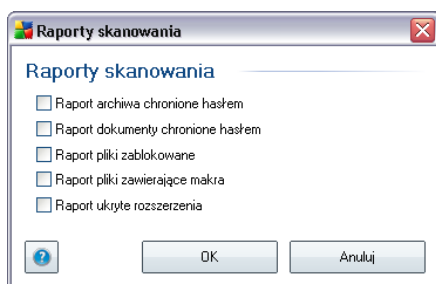 Raporty skanowania
Raporty skanowania
Raport archiwa chronione hasłem
Raport dokumenty chronione hasłem
Raport pliki zablokowane
Raport pliki zawierające makra
Raport ukryte rozszerzenia
? OK Anuluj